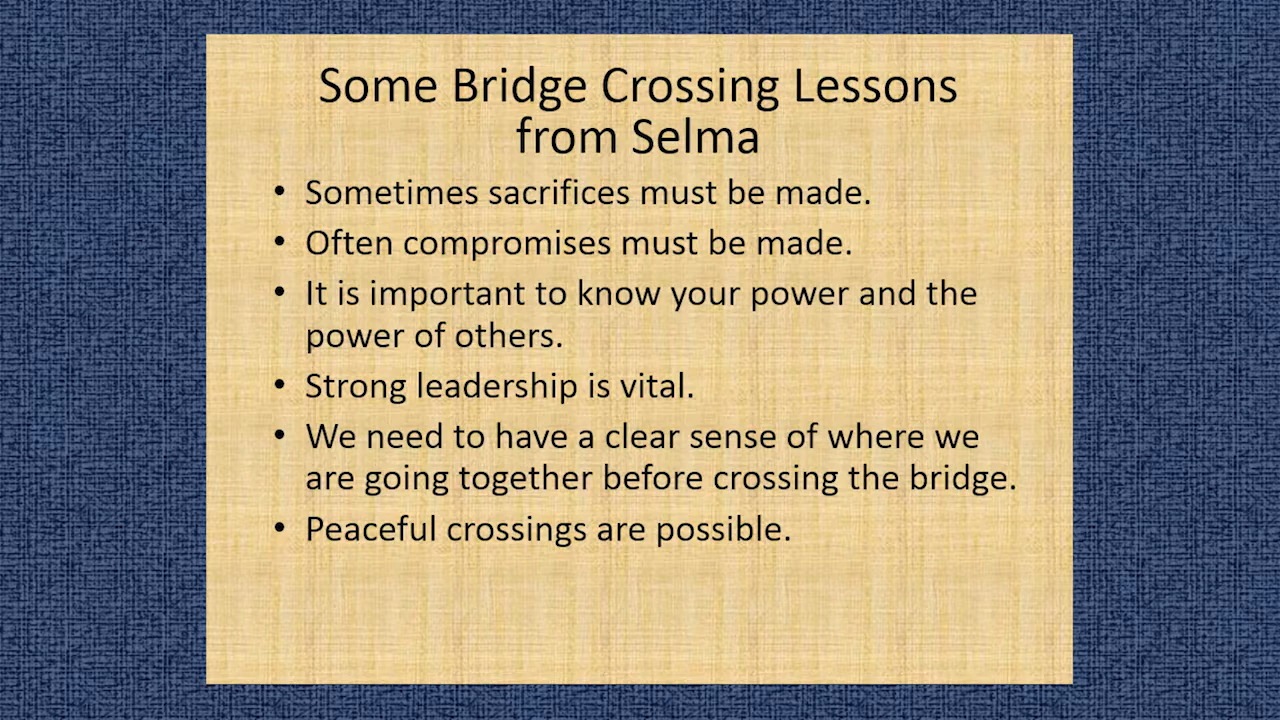 Some Bridge Crossing Lessons
from Selma
• Sometimes sacrifices must be made.
• Often compromises must be made.
• It is important to know your power and the
power of others.
• Strong leadership is vital.
• We need to have a clear sense of where we
are going together before crossing the bridge.
• Peaceful crossings are possible.